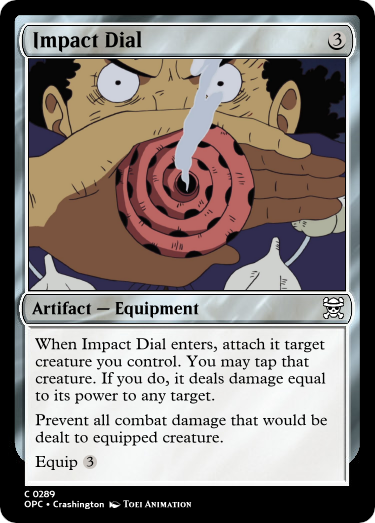 Impact Dial 3
Artifact — Equipment
When Impact Dial enters, attach it target
creature you control. You may tap that
creature. If you do, it deals damage equal
to its power to any target.
Prevent all combat damage that would be
dealt to equipped creature.
Equip 3
C 0289
OPC • Crashington Toei Animation